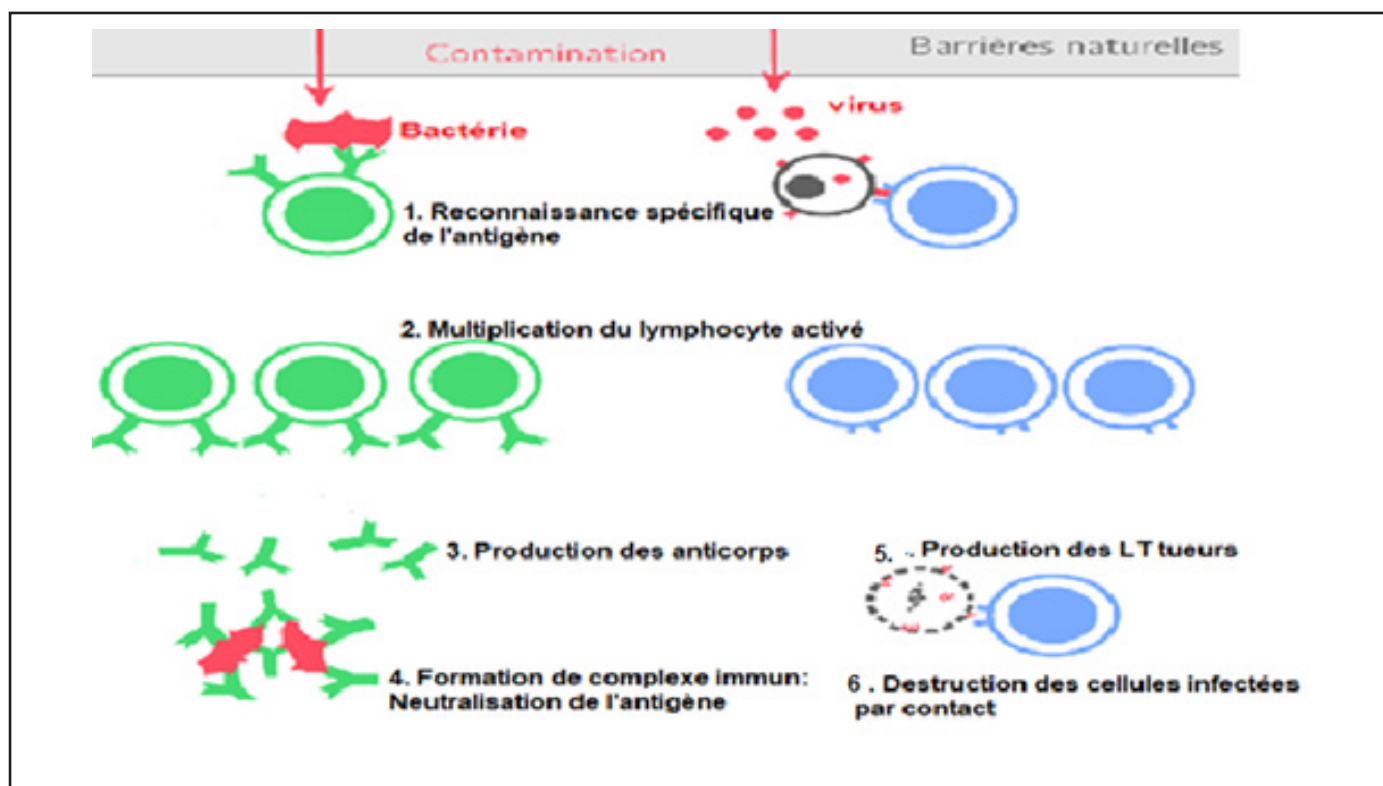 Contamination
Barrières naturelles
Bactérie
virus
1. Reconnaissance spécifique
de l'antigène
2. Multiplication du lymphocyte activé
3. Production des anticorps
4. Formation de complexe immun:
Neutralisation de l'antigène
5. Production des LT tueurs
6 . Destruction des cellules infectées
par contact